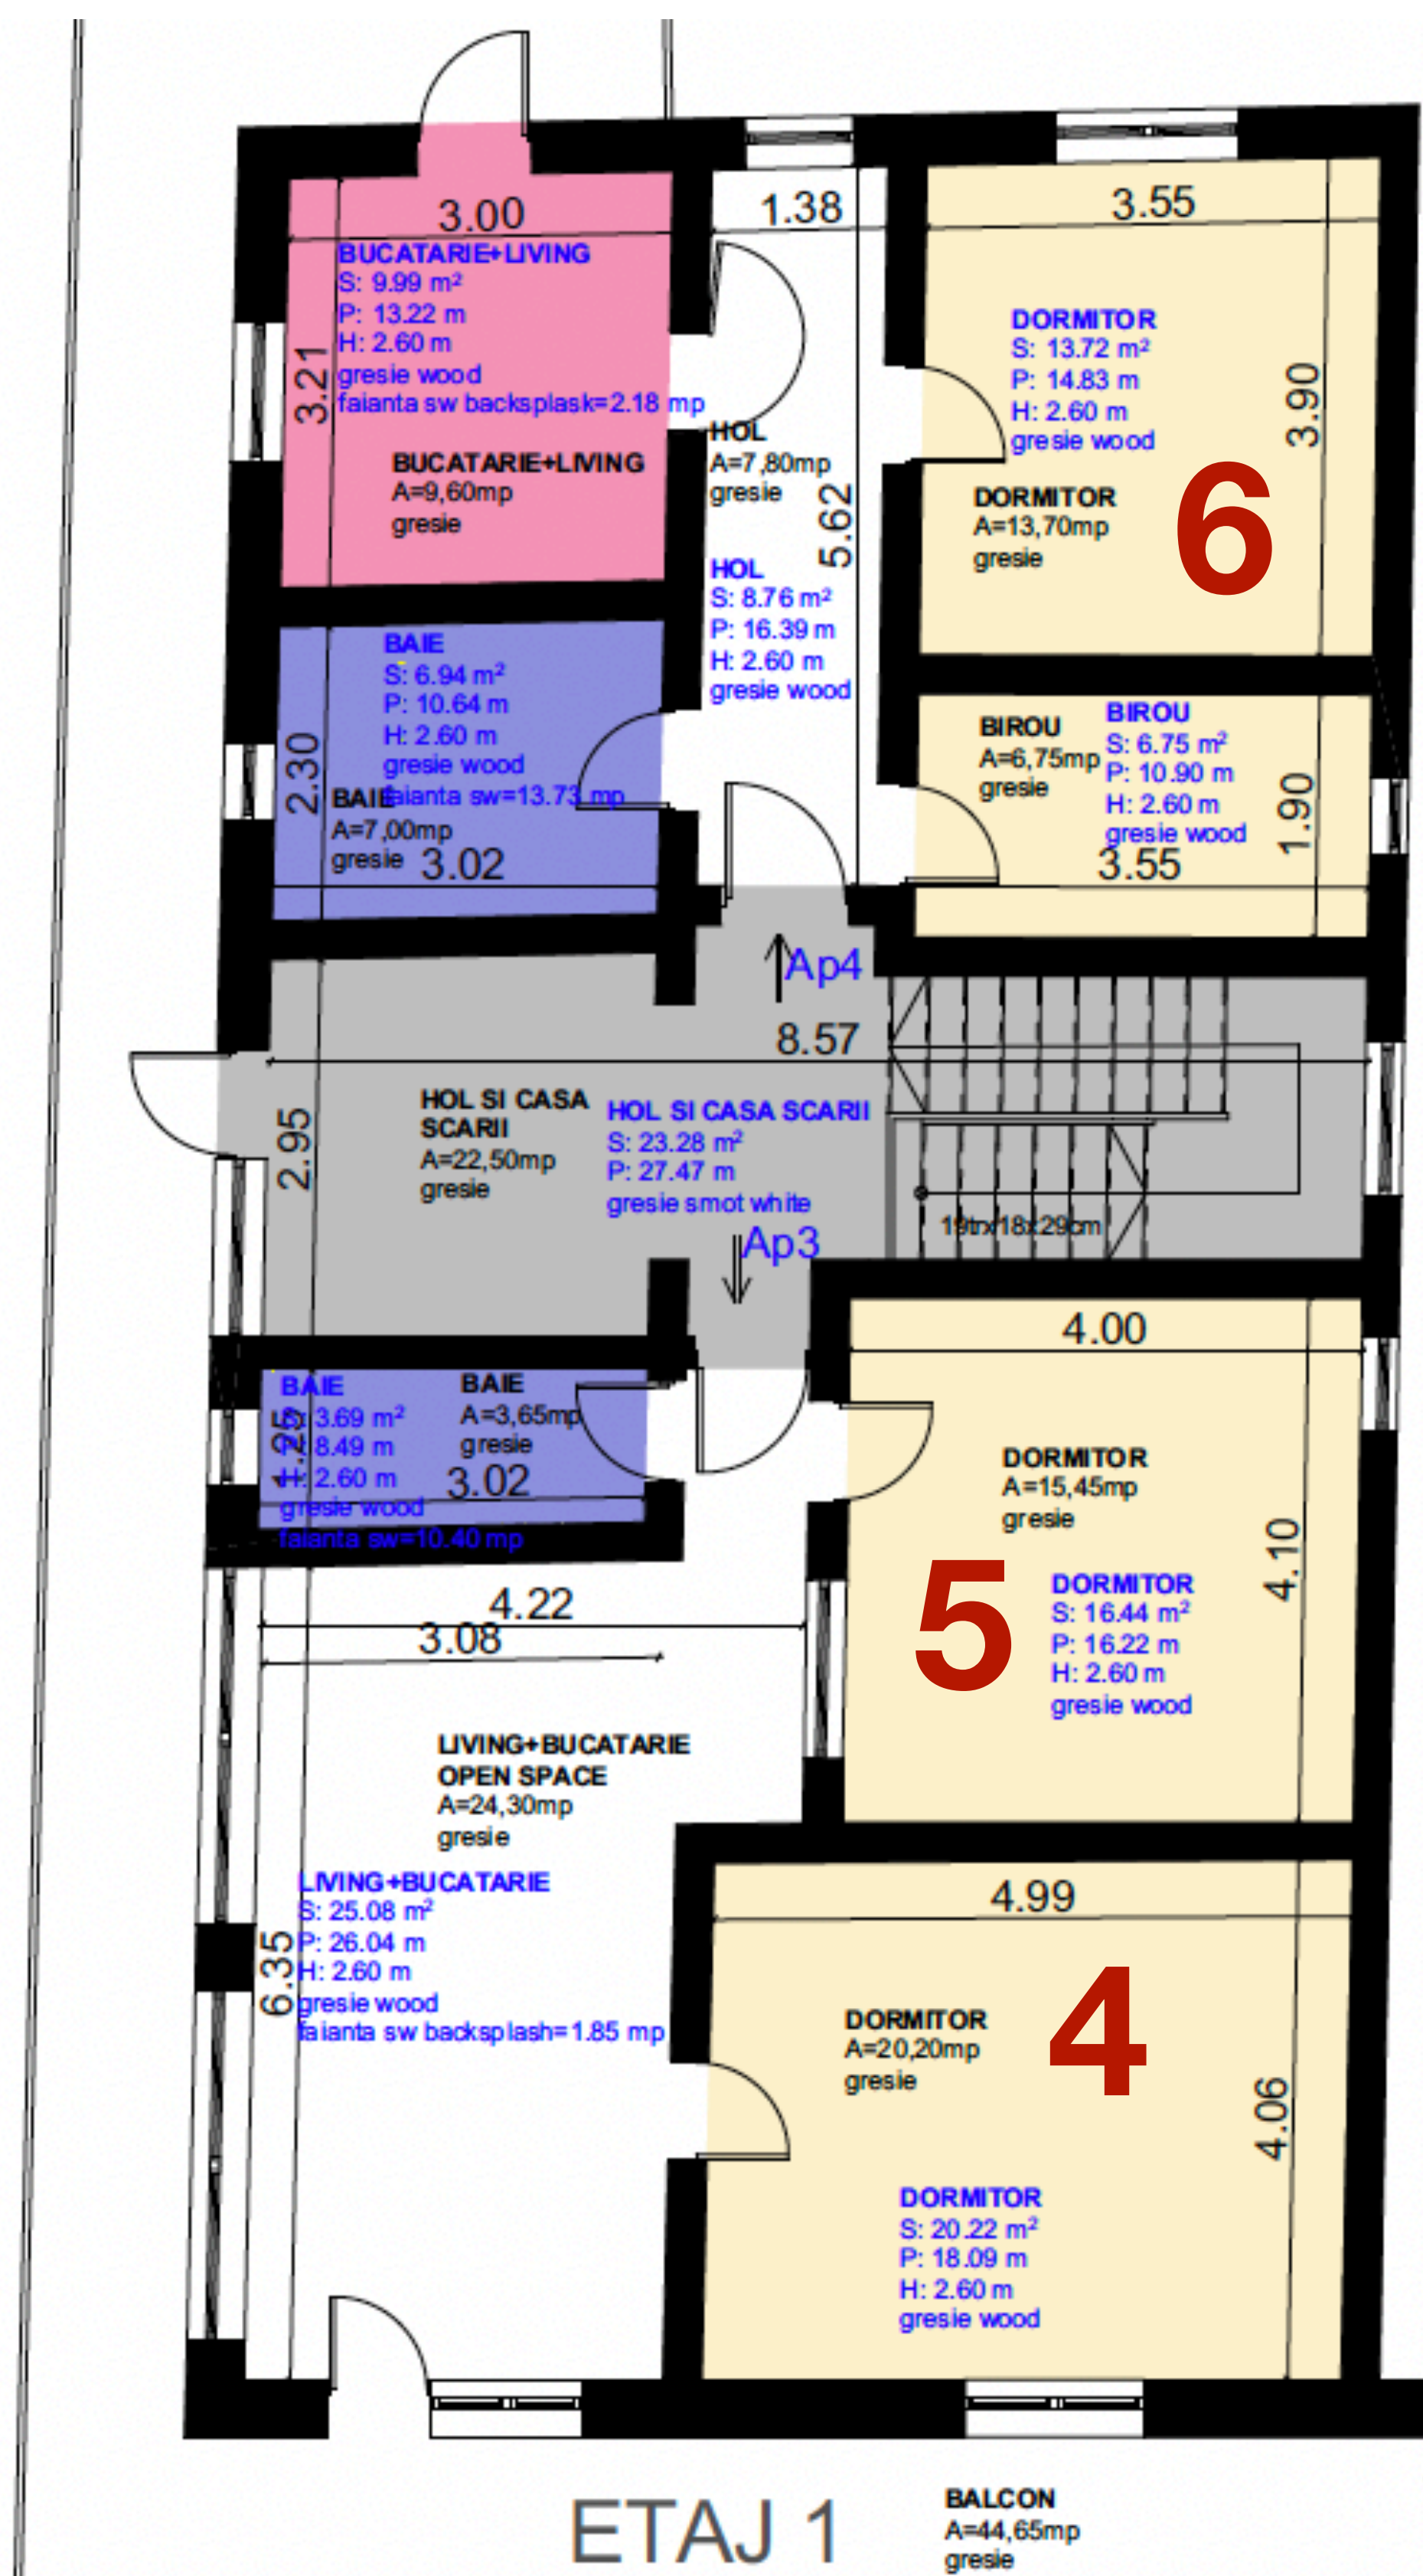 3.00
1.38
3.55
BUCATARIE+LIVING
S: 9.99 m²
P: 13.22 m
H: 2.60 m
gresie wood
faianta sw backsplask=2.18 mp
3.21
BUCATARIE+LIVING
A=9,60mp
gresie
HOL
A=7,80mp
gresie
5.62
HOL
S: 8.76 m²
P: 16.39 m
H: 2.60 m
gresie wood
DORMITOR
S: 13.72 m²
P: 14.83 m
H: 2.60 m
gresie wood
3.90
DORMITOR
A=13,70mp
gresie
6
BAIE
S: 6.94 m²
P: 10.64 m
H: 2.60 m
gresie wood
faianta sw=13.73 mp
2.30
BAIE
A=7,00mp
gresie
3.02
BIROU
A=6,75mp
gresie
BIROU
S: 6.75 m²
P: 10.90 m
H: 2.60 m
gresie wood
1.90
3.55
Ap4
8.57
HOL SI CASA
SCARII
A=22,50mp
gresie
HOL SI CASA SCARII
S: 23.28 m²
P: 27.47 m
gresie smot white
2.95
Ap3
19trx18x29cm
4.00
BAIE
S: 3.69 m²
P: 8.49 m
H: 2.60 m
gresie wood
faianta sw=10.40 mp
BAIE
A=3,65mp
gresie
3.02
DORMITOR
A=15,45mp
gresie
4.10
5
DORMITOR
S: 16.44 m²
P: 16.22 m
H: 2.60 m
gresie wood
4.22
3.08
LIVING+BUCATARIE
OPEN SPACE
A=24,30mp
gresie
LIVING+BUCATARIE
S: 25.08 m²
P: 26.04 m
H: 2.60 m
gresie wood
faianta sw backsplash=1.85 mp
6.35
4.99
DORMITOR
A=20,20mp
gresie
4
4.06
DORMITOR
S: 20.22 m²
P: 18.09 m
H: 2.60 m
gresie wood
ETAJ 1
BALCON
A=44,65mp
gresie